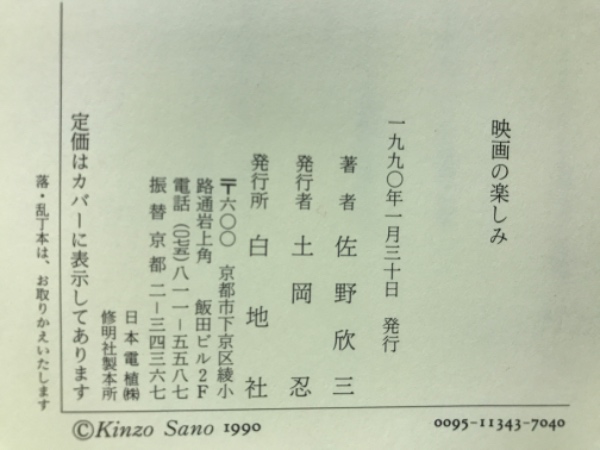 映画の楽しみ
一九九〇年一月三十日　発行
著者　佐野欣三
発行者　土岡忍
発行所　白地社
〒六〇〇　京都市下京区綾小
路通岩上角　飯田ビル2F
電話（〇七五）八一一－五五八七
振替京都二－三四三六七
日本電植㈱
修明社製本所
定価はカバーに表示してあります
落・乱丁本は、お取りかえいたします
©Kinzo Sano 1990
0095-11343-7040